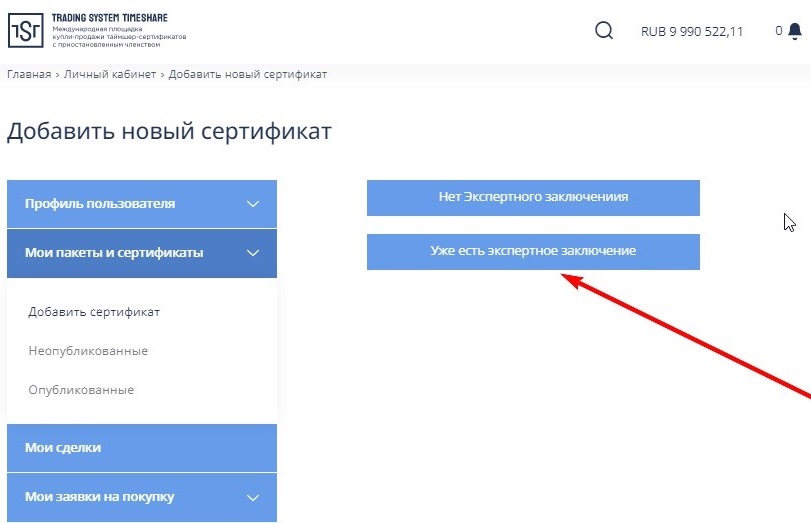 TRADING SYSTEM TIMESHARE
Международная площадка
купли-продажи таймшер-сертификатов
с приостановленным членством
RUB 9 990 522,11
0
Главная › Личный кабинет › Добавить новый сертификат
Добавить новый сертификат
Профиль пользователя
Нет Экспертного заключениия
Мои пакеты и сертификаты
Уже есть экспертное заключение
Добавить сертификат
Неопубликованные
Опубликованные
Мои сделки
Мои заявки на покупку